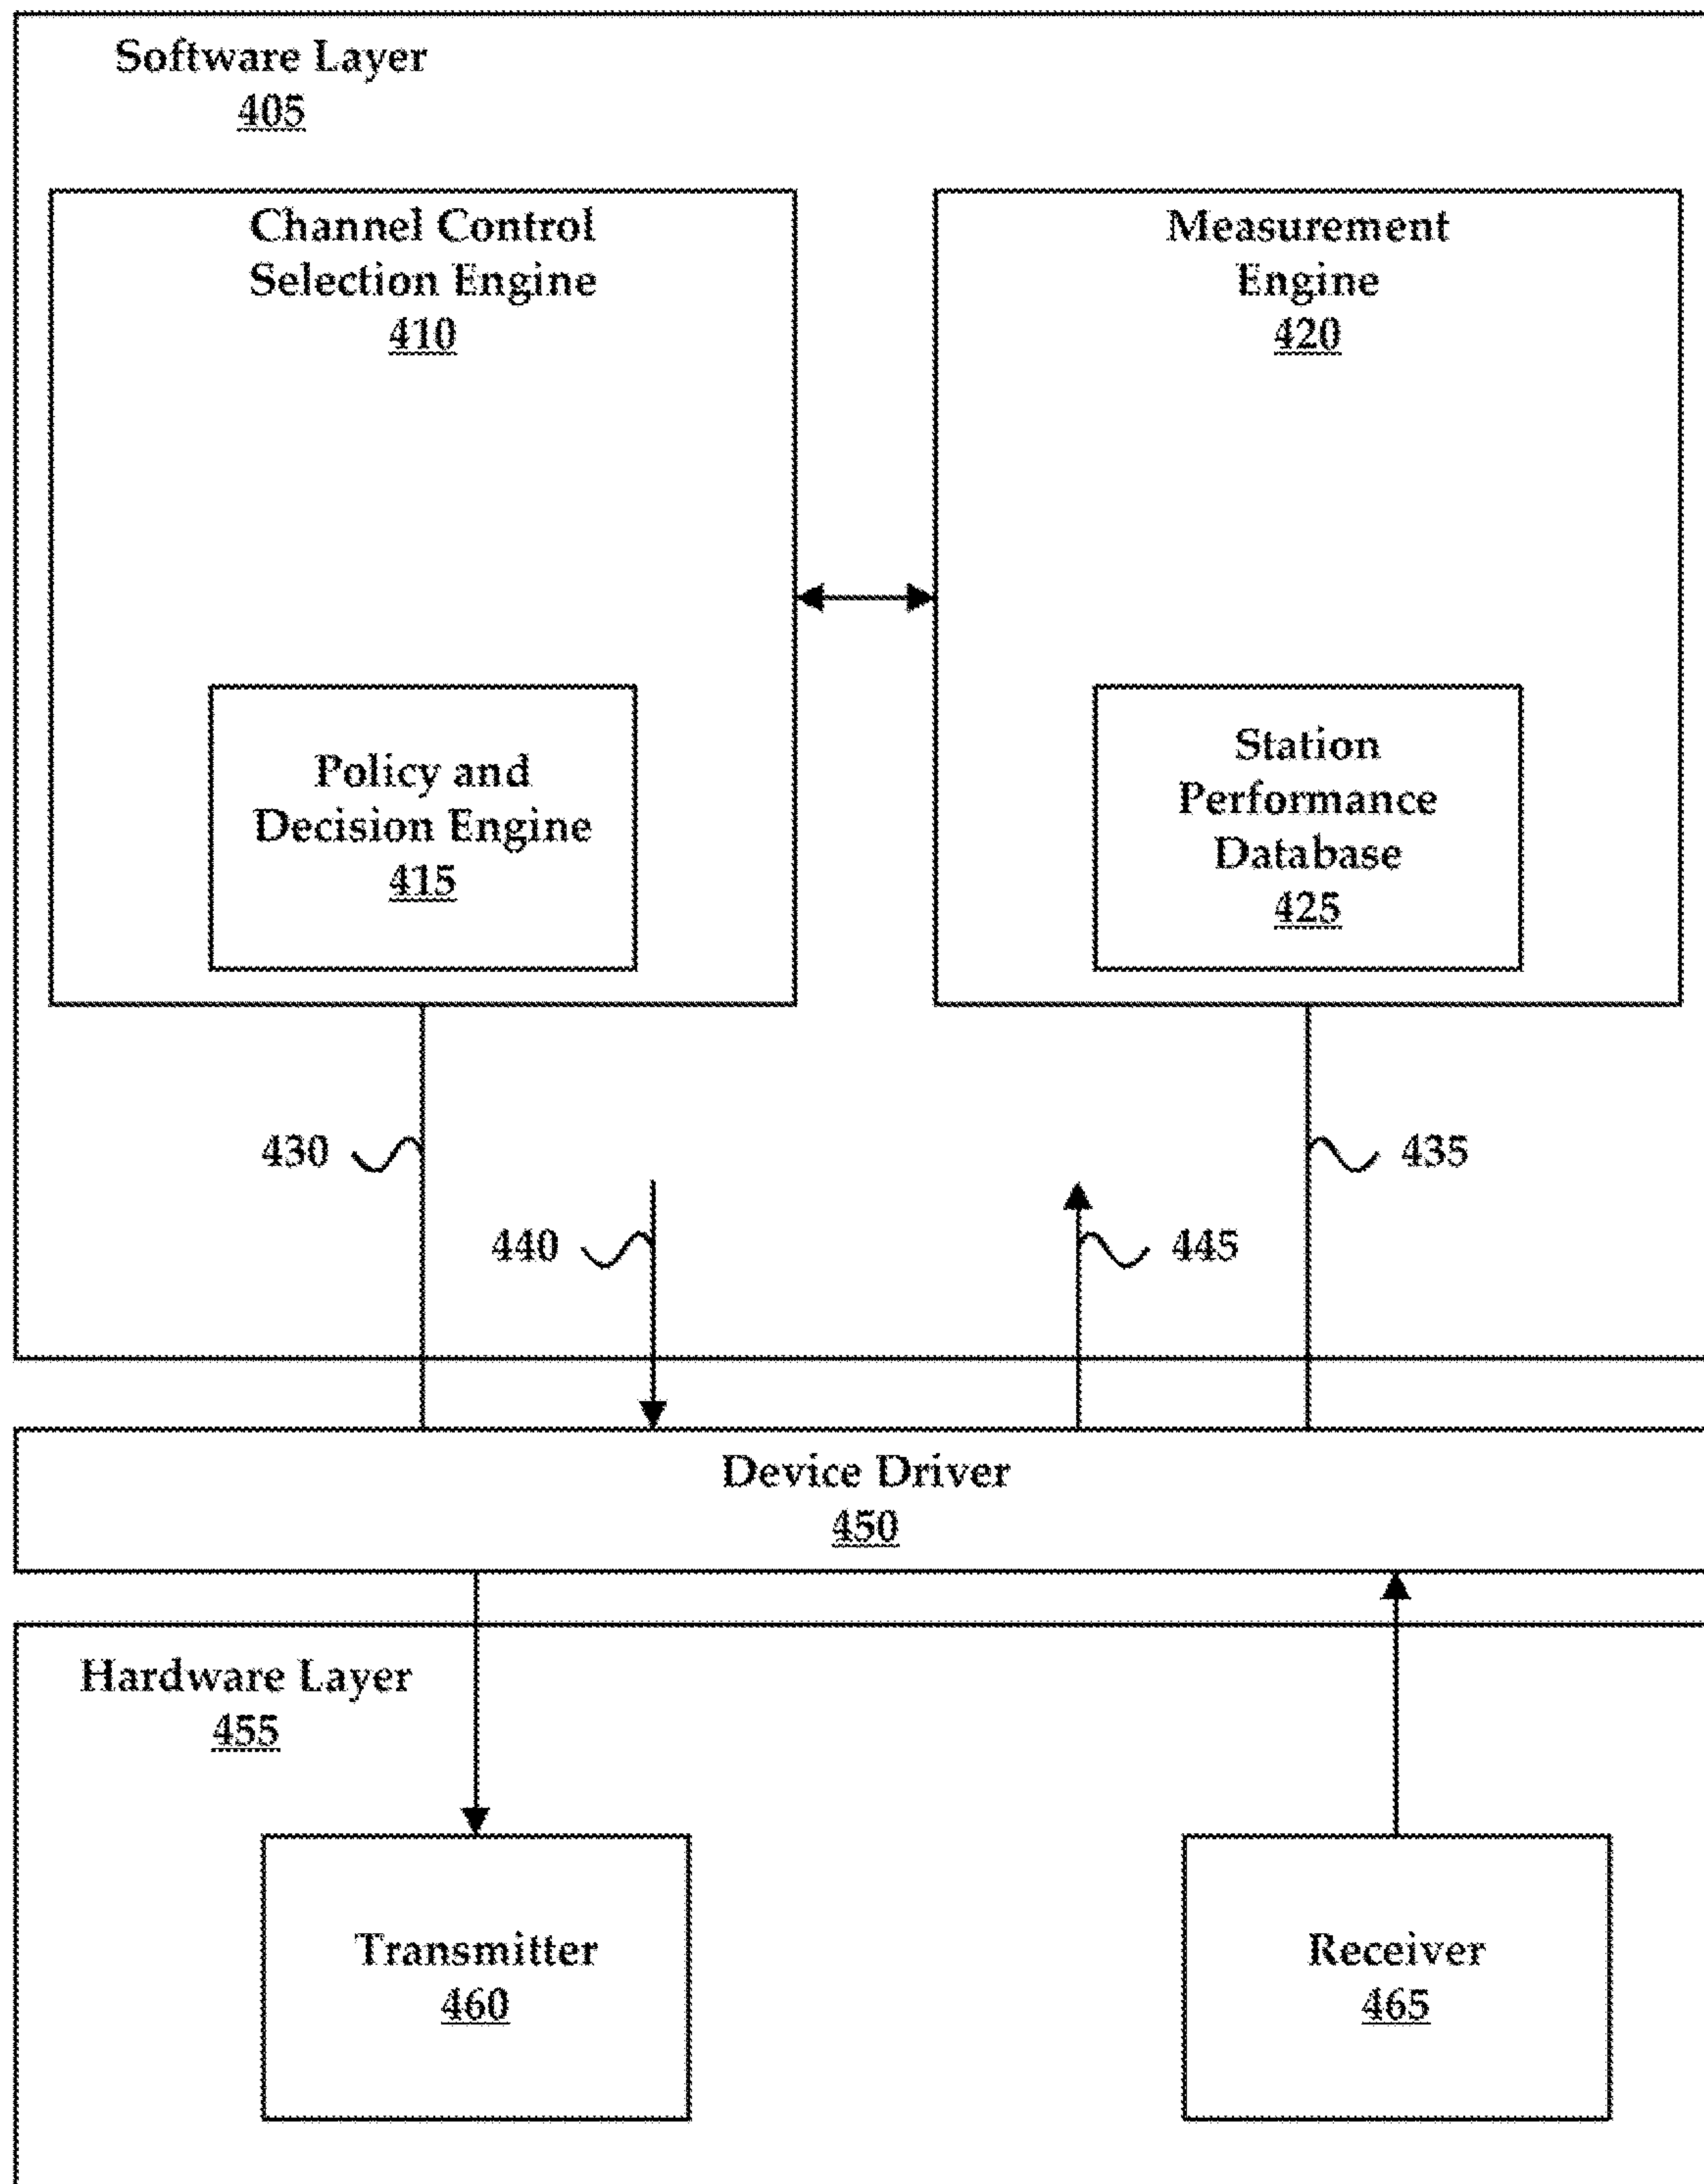 Software Layer
405
Channel Control
Selection Engine
410
Measurement
Engine
420
Policy and
Decision Engine
415
Station
Performance
Database
425
430
435
440
445
Device Driver
450
Hardware Layer
455
Transmitter
460
Receiver
465